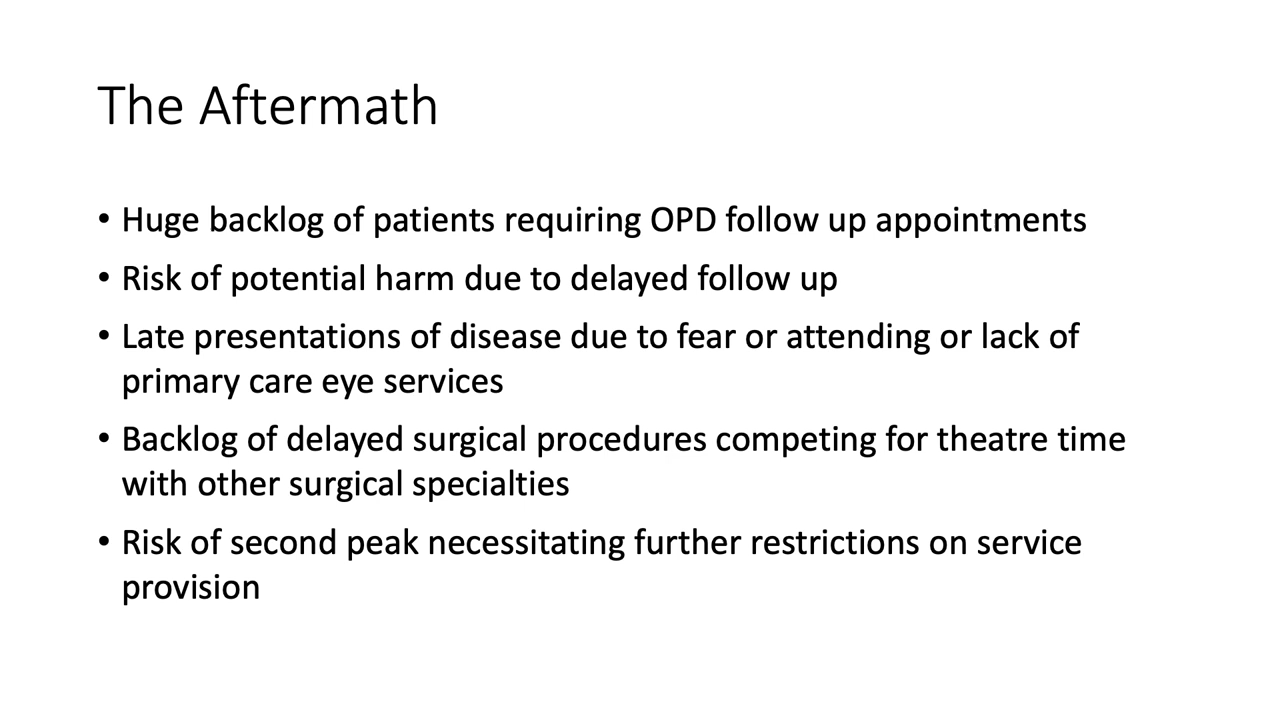 The Aftermath
• Huge backlog of patients requiring OPD follow up appointments
• Risk of potential harm due to delayed follow up
• Late presentations of disease due to fear or attending or lack of
primary care eye services
• Backlog of delayed surgical procedures competing for theatre time
with other surgical specialties
• Risk of second peak necessitating further restrictions on service
provision